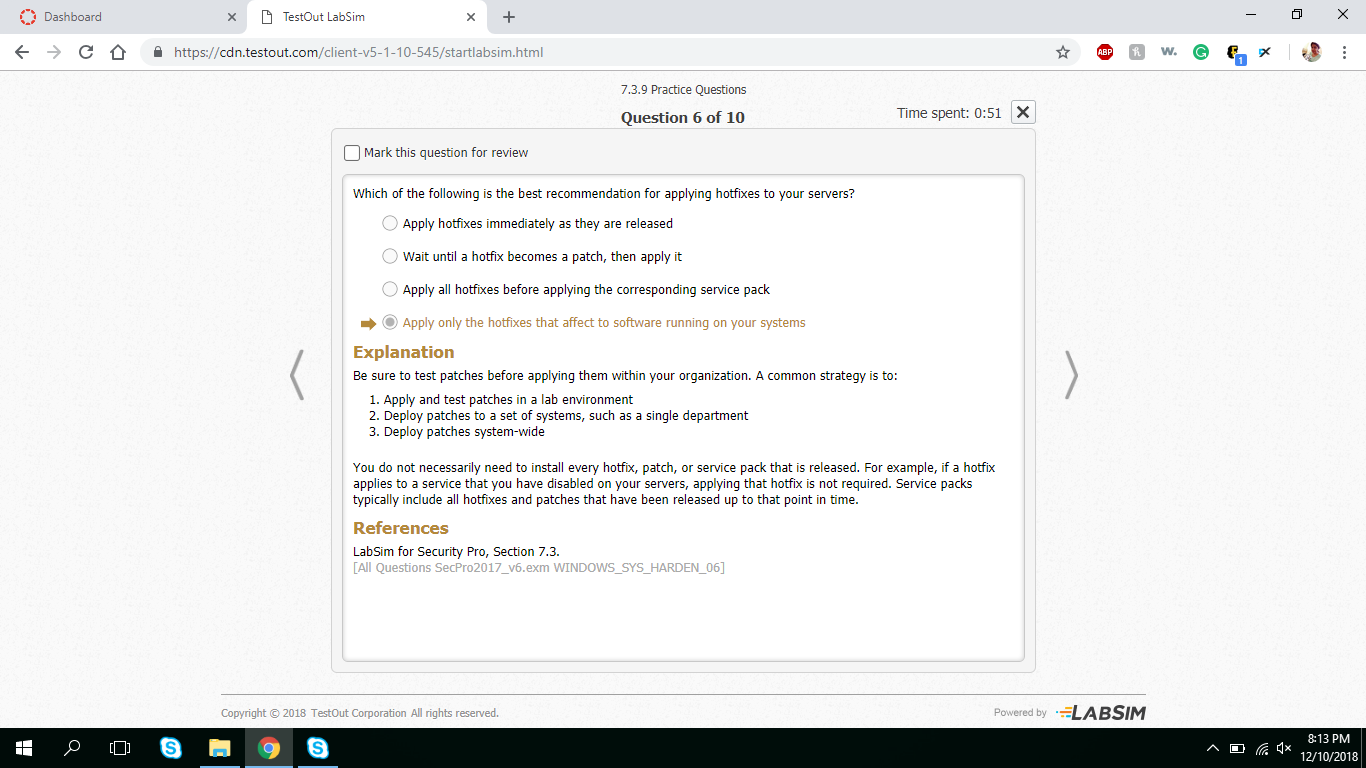 Dashboard
TestOut LabSim
https://cdn.testout.com/client-v5-1-10-545/startlabsim.html
ABP
w.
1
7.3.9 Practice Questions
Question 6 of 10
Time spent: 0:51
Mark this question for review
Which of the following is the best recommendation for applying hotfixes to your servers?
Apply hotfixes immediately as they are released
Wait until a hotfix becomes a patch, then apply it
Apply all hotfixes before applying the corresponding service pack
Apply only the hotfixes that affect to software running on your systems
Explanation
Be sure to test patches before applying them within your organization. A common strategy is to:
1. Apply and test patches in a lab environment
2. Deploy patches to a set of systems, such as a single department
3. Deploy patches system-wide
You do not necessarily need to install every hotfix, patch, or service pack that is released. For example, if a hotfix
applies to a service that you have disabled on your servers, applying that hotfix is not required. Service packs
typically include all hotfixes and patches that have been released up to that point in time.
References
LabSim for Security Pro, Section 7.3.
[All Questions SecPro2017_v6.exm WINDOWS_SYS_HARDEN_06]
Copyright © 2018 TestOut Corporation All rights reserved.
Powered by LABSIM
8:13 PM
12/10/2018